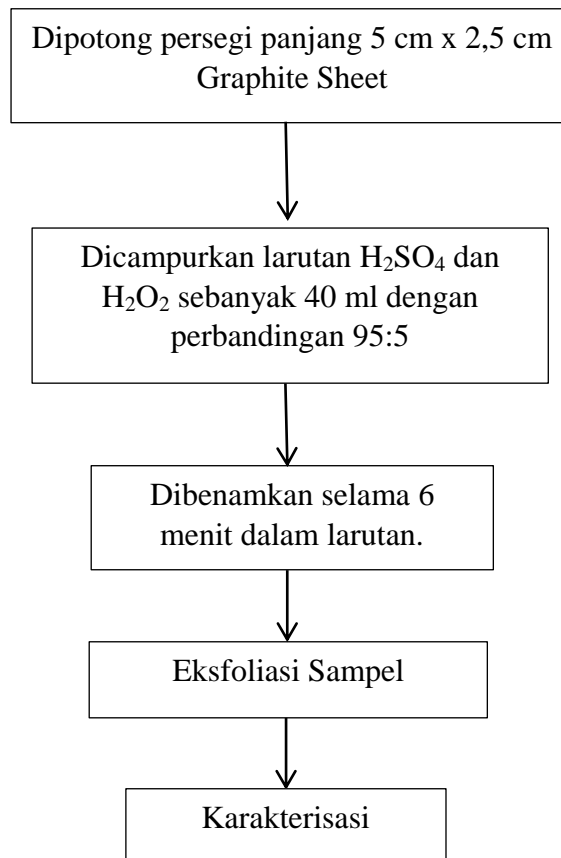 Dipotong persegi panjang 5 cm x 2,5 cm
Graphite Sheet
Dicampurkan larutan H₂SO₄ dan
H₂O₂ sebanyak 40 ml dengan
perbandingan 95:5
Dibenamkan selama 6
menit dalam larutan.
Eksfoliasi Sampel
Karakterisasi